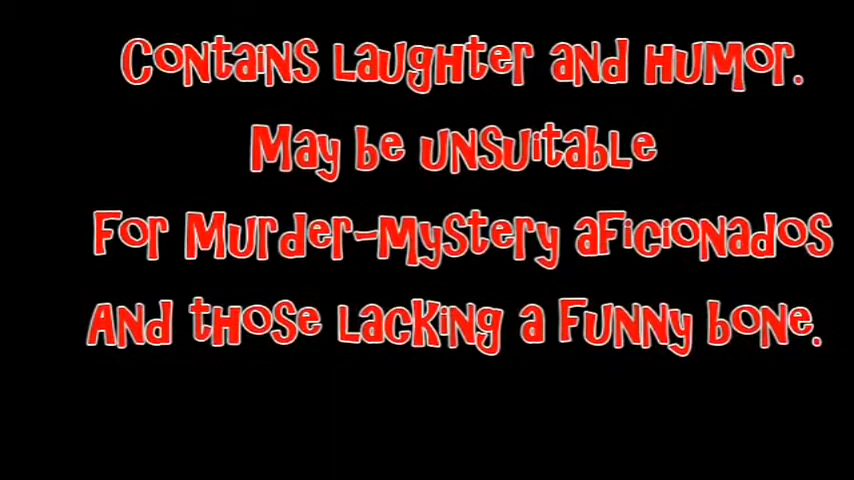 Contains laughter and humor.
May be unsuitable
For Murder-Mystery aficionados
and those lacking a funny bone.